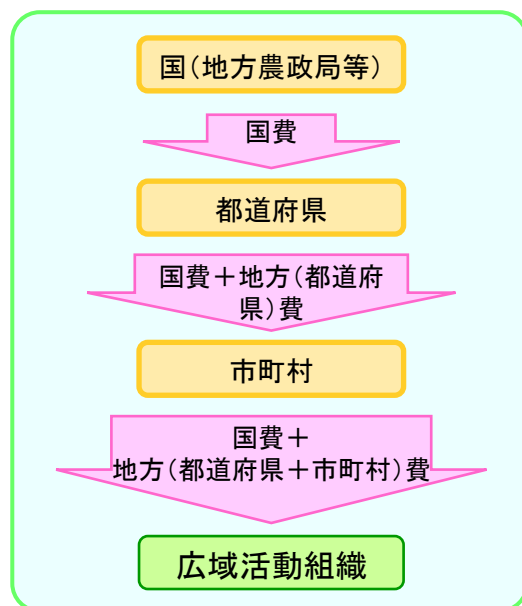 国(地方農政局等)
国費
都道府県
国費＋地方(都道府
県)費
市町村
国費＋
地方(都道府県＋市町村)費
広域活動組織